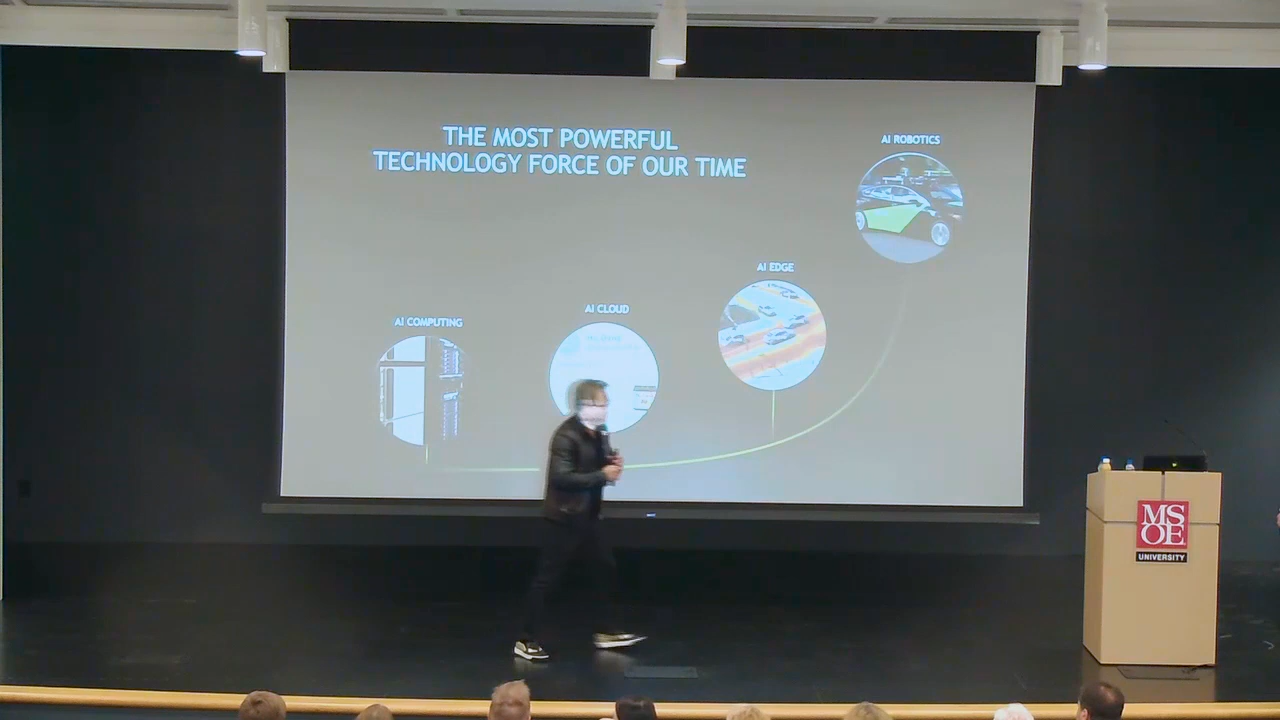 THE MOST POWERFUL
TECHNOLOGY FORCE OF OUR TIME
AI ROBOTICS
AI EDGE
AI CLOUD
AI COMPUTING
MS
OE
UNIVERSITY